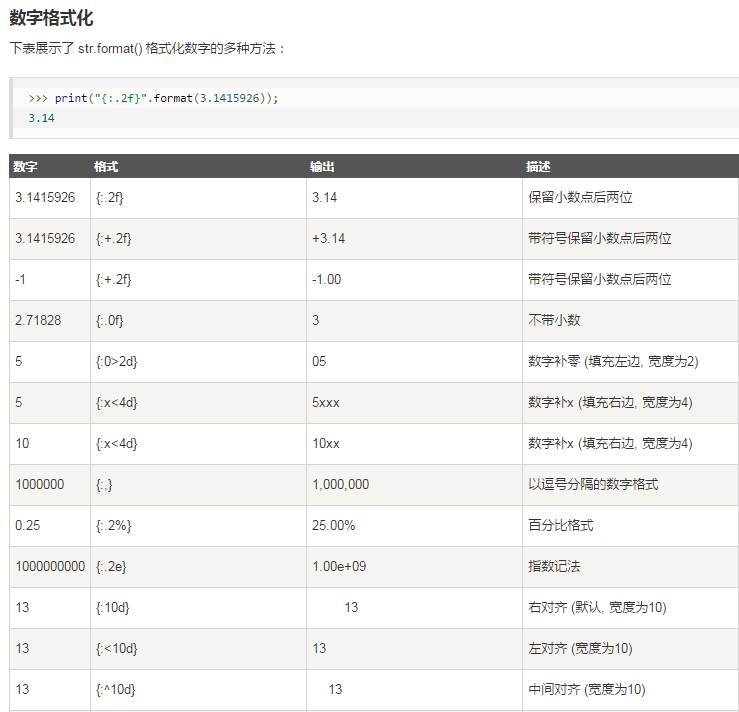 数字格式化
下表展示了 str.format() 格式化数字的多种方法：
>>> print("{:.2f}".format(3.1415926));
3.14
数字 格式 输出 描述
3.1415926 {:.2f} 3.14 保留小数点后两位
3.1415926 {:+.2f} +3.14 带符号保留小数点后两位
-1 {:+.2f} -1.00 带符号保留小数点后两位
2.71828 {:.0f} 3 不带小数
5 {:0>2d} 05 数字补零 (填充左边, 宽度为2)
5 {:x<4d} 5xxx 数字补x (填充右边, 宽度为4)
10 {:x<4d} 10xx 数字补x (填充右边, 宽度为4)
1000000 {:,} 1,000,000 以逗号分隔的数字格式
0.25 {:.2%} 25.00% 百分比格式
1000000000 {:.2e} 1.00e+09 指数记法
13 {:10d} 13 右对齐 (默认, 宽度为10)
13 {:<10d} 13 左对齐 (宽度为10)
13 {:^10d} 13 中间对齐 (宽度为10)